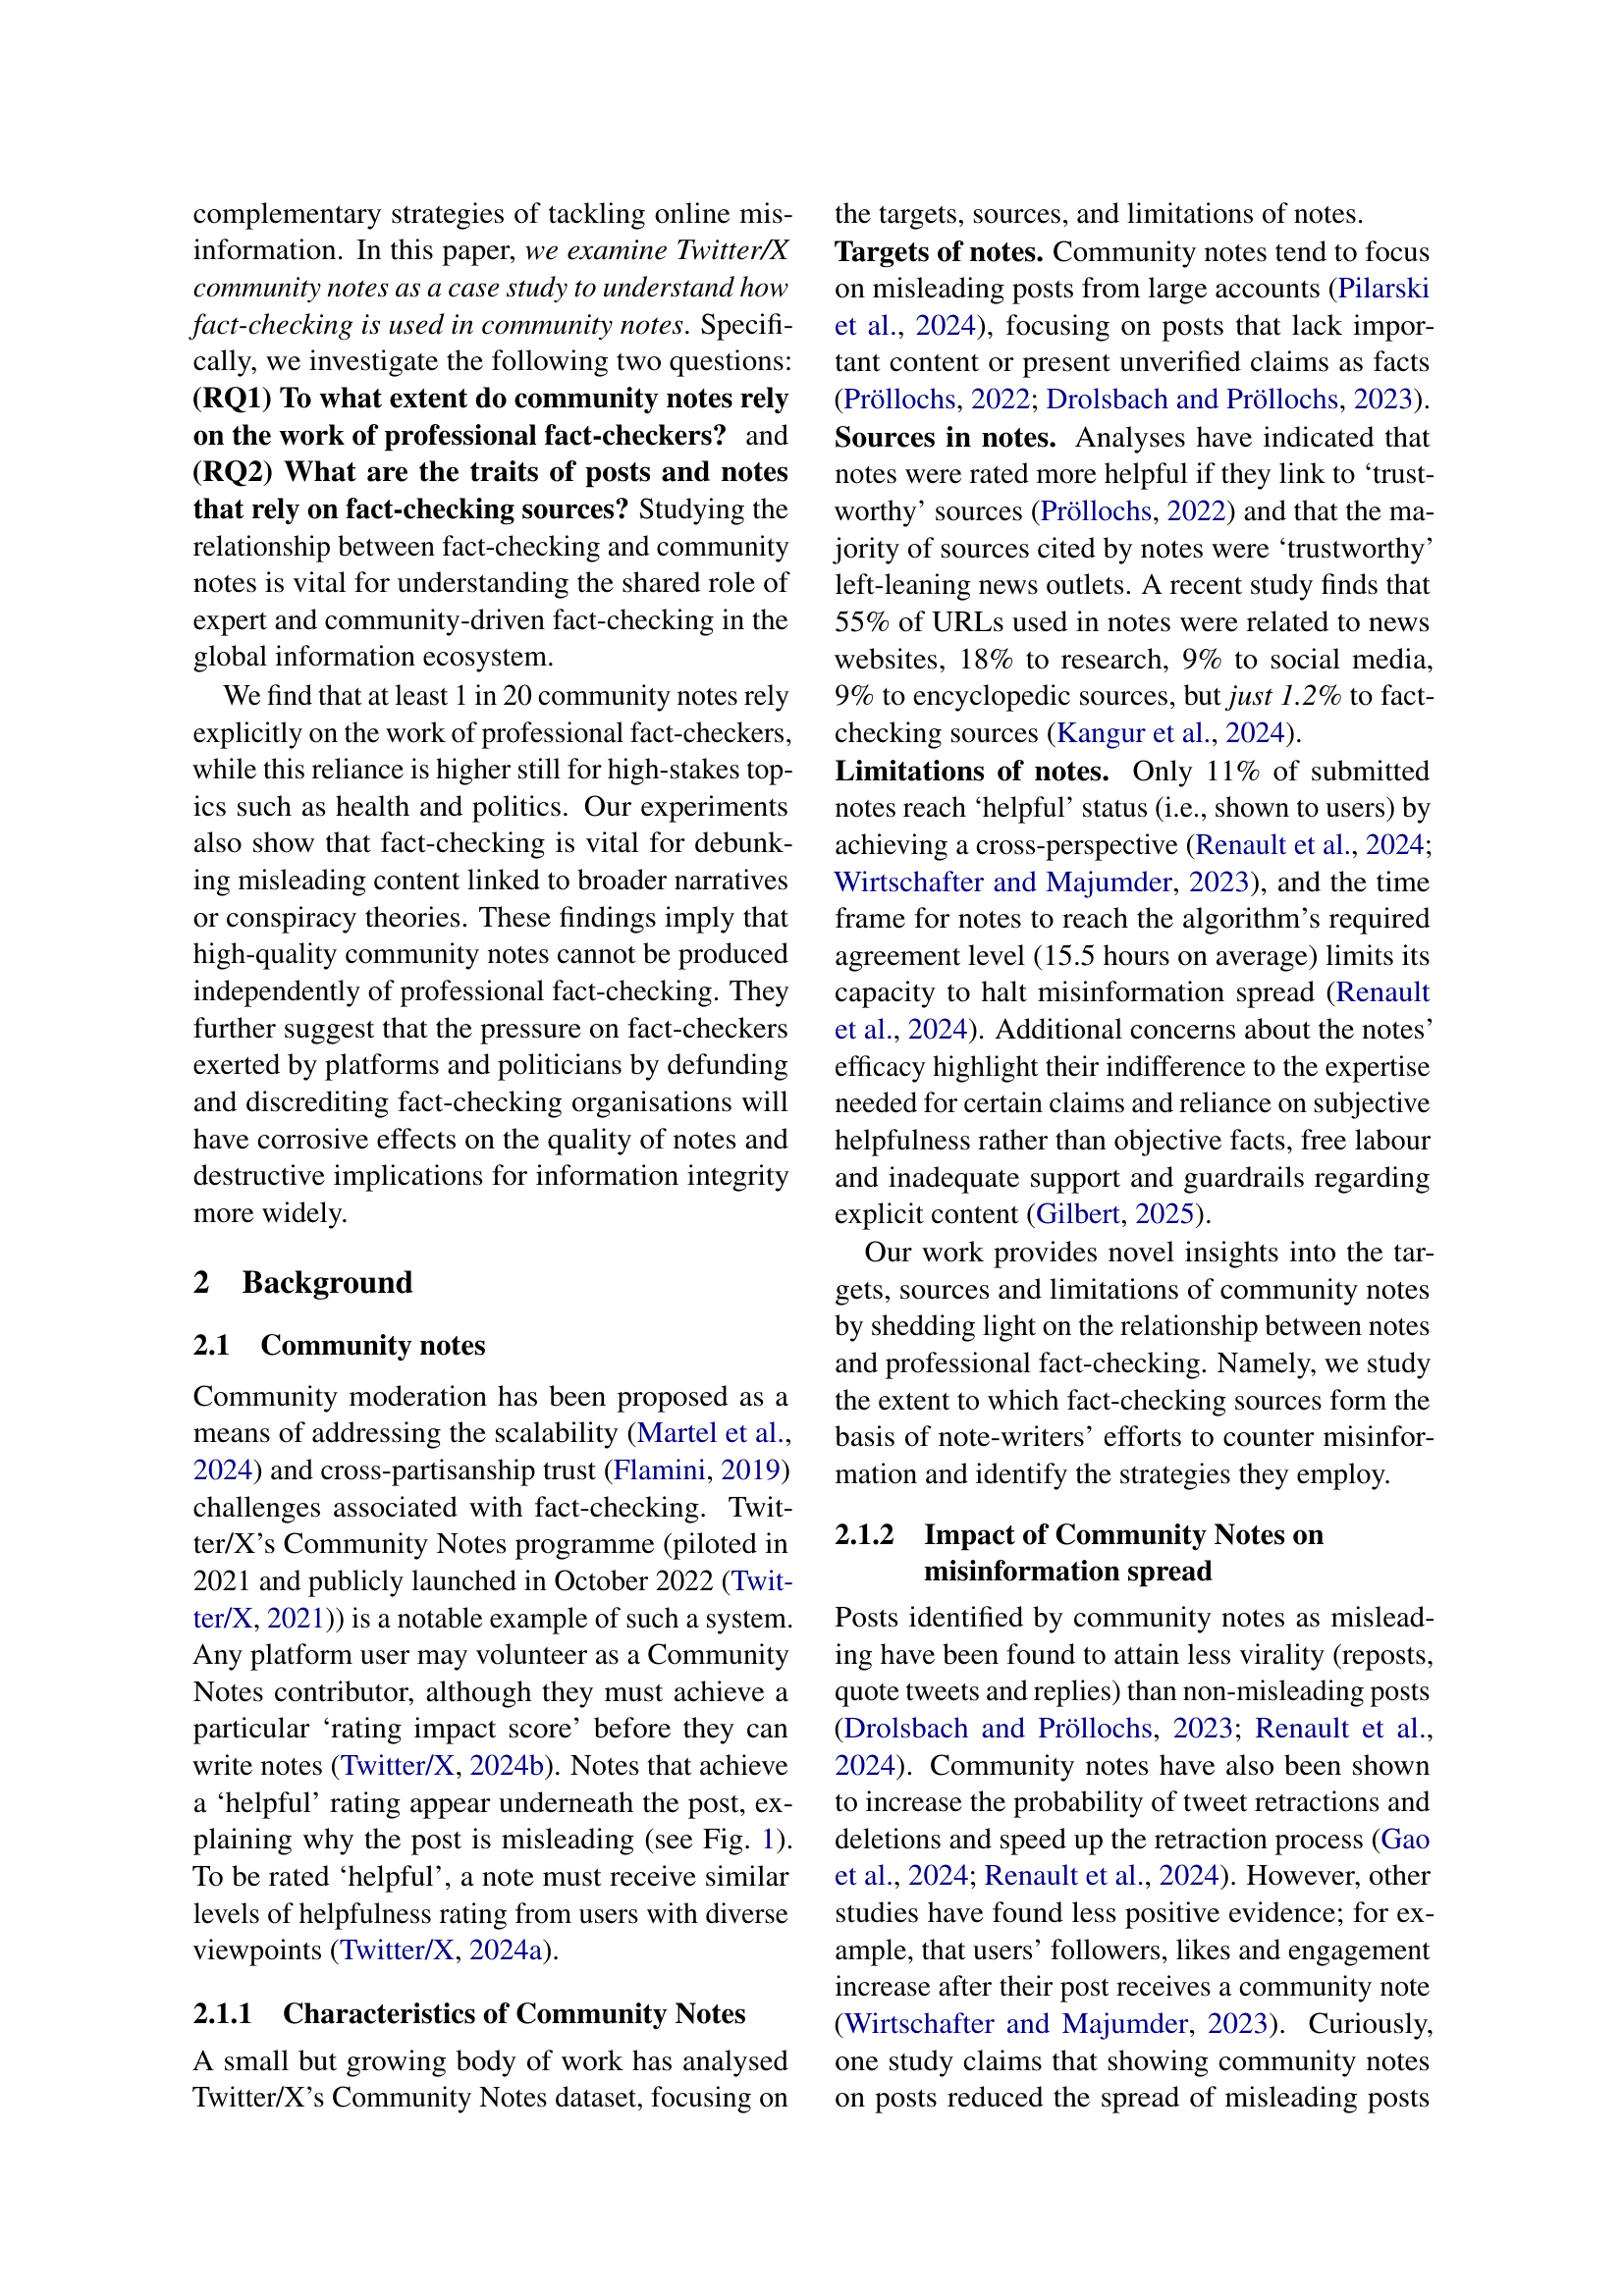 complementary strategies of tackling online mis-
information. In this paper, we examine Twitter/X
community notes as a case study to understand how
fact-checking is used in community notes. Specifi-
cally, we investigate the following two questions:
(RQ1) To what extent do community notes rely
on the work of professional fact-checkers? and
(RQ2) What are the traits of posts and notes
that rely on fact-checking sources? Studying the
relationship between fact-checking and community
notes is vital for understanding the shared role of
expert and community-driven fact-checking in the
global information ecosystem.
We find that at least 1 in 20 community notes rely
explicitly on the work of professional fact-checkers,
while this reliance is higher still for high-stakes top-
ics such as health and politics. Our experiments
also show that fact-checking is vital for debunk-
ing misleading content linked to broader narratives
or conspiracy theories. These findings imply that
high-quality community notes cannot be produced
independently of professional fact-checking. They
further suggest that the pressure on fact-checkers
exerted by platforms and politicians by defunding
and discrediting fact-checking organisations will
have corrosive effects on the quality of notes and
destructive implications for information integrity
more widely.
2 Background
2.1 Community notes
Community moderation has been proposed as a
means of addressing the scalability (Martel et al.,
2024) and cross-partisanship trust (Flamini, 2019)
challenges associated with fact-checking. Twit-
ter/X's Community Notes programme (piloted in
2021 and publicly launched in October 2022 (Twit-
ter/X, 2021)) is a notable example of such a system.
Any platform user may volunteer as a Community
Notes contributor, although they must achieve a
particular ‘rating impact score’ before they can
write notes (Twitter/X, 2024b). Notes that achieve
a ‘helpful’ rating appear underneath the post, ex-
plaining why the post is misleading (see Fig. 1).
To be rated ‘helpful’, a note must receive similar
levels of helpfulness rating from users with diverse
viewpoints (Twitter/X, 2024a).
2.1.1 Characteristics of Community Notes
A small but growing body of work has analysed
Twitter/X's Community Notes dataset, focusing on
the targets, sources, and limitations of notes.
Targets of notes. Community notes tend to focus
on misleading posts from large accounts (Pilarski
et al., 2024), focusing on posts that lack impor-
tant content or present unverified claims as facts
(Pröllochs, 2022; Drolsbach and Pröllochs, 2023).
Sources in notes. Analyses have indicated that
notes were rated more helpful if they link to ‘trust-
worthy’ sources (Pröllochs, 2022) and that the ma-
jority of sources cited by notes were ‘trustworthy’
left-leaning news outlets. A recent study finds that
55% of URLs used in notes were related to news
websites, 18% to research, 9% to social media,
9% to encyclopedic sources, but just 1.2% to fact-
checking sources (Kangur et al., 2024).
Limitations of notes. Only 11% of submitted
notes reach ‘helpful’ status (i.e., shown to users) by
achieving a cross-perspective (Renault et al., 2024;
Wirtschafter and Majumder, 2023), and the time
frame for notes to reach the algorithm's required
agreement level (15.5 hours on average) limits its
capacity to halt misinformation spread (Renault
et al., 2024). Additional concerns about the notes'
efficacy highlight their indifference to the expertise
needed for certain claims and reliance on subjective
helpfulness rather than objective facts, free labour
and inadequate support and guardrails regarding
explicit content (Gilbert, 2025).
Our work provides novel insights into the tar-
gets, sources and limitations of community notes
by shedding light on the relationship between notes
and professional fact-checking. Namely, we study
the extent to which fact-checking sources form the
basis of note-writers' efforts to counter misinfor-
mation and identify the strategies they employ.
2.1.2 Impact of Community Notes on
misinformation spread
Posts identified by community notes as mislead-
ing have been found to attain less virality (reposts,
quote tweets and replies) than non-misleading posts
(Drolsbach and Pröllochs, 2023; Renault et al.,
2024). Community notes have also been shown
to increase the probability of tweet retractions and
deletions and speed up the retraction process (Gao
et al., 2024; Renault et al., 2024). However, other
studies have found less positive evidence; for ex-
ample, that users' followers, likes and engagement
increase after their post receives a community note
(Wirtschafter and Majumder, 2023). Curiously,
one study claims that showing community notes
on posts reduced the spread of misleading posts